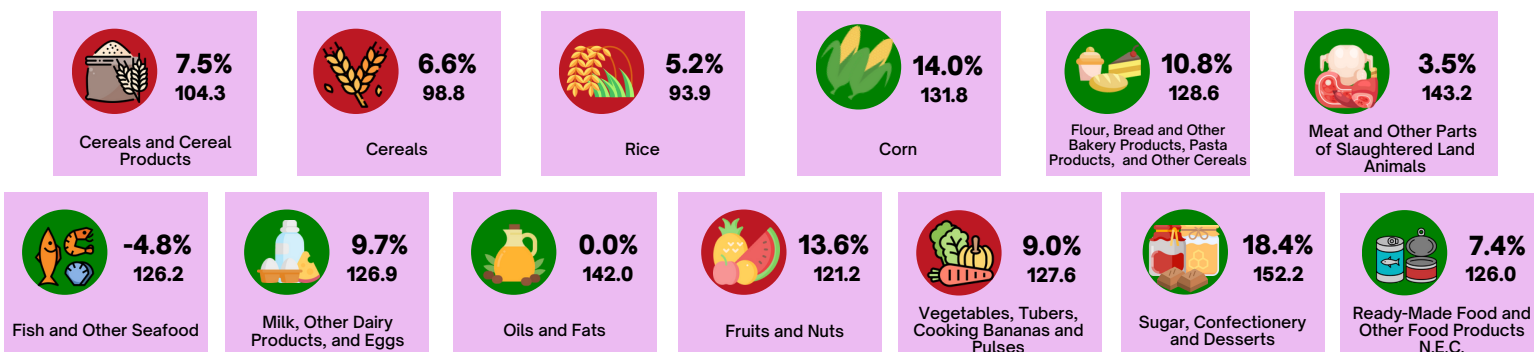 7.5%
104.3
Cereals and Cereal
Products
6.6%
98.8
Cereals
5.2%
93.9
Rice
14.0%
131.8
Corn
10.8%
128.6
Flour, Bread and Other
Bakery Products, Pasta
Products, and Other Cereals
3.5%
143.2
Meat and Other Parts
of Slaughtered Land
Animals
-4.8%
126.2
Fish and Other Seafood
9.7%
126.9
Milk, Other Dairy
Products, and Eggs
0.0%
142.0
Oils and Fats
13.6%
121.2
Fruits and Nuts
9.0%
127.6
Vegetables, Tubers,
Cooking Bananas and
Pulses
18.4%
152.2
Sugar, Confectionery
and Desserts
7.4%
126.0
Ready-Made Food and
Other Food Products
N.E.C.